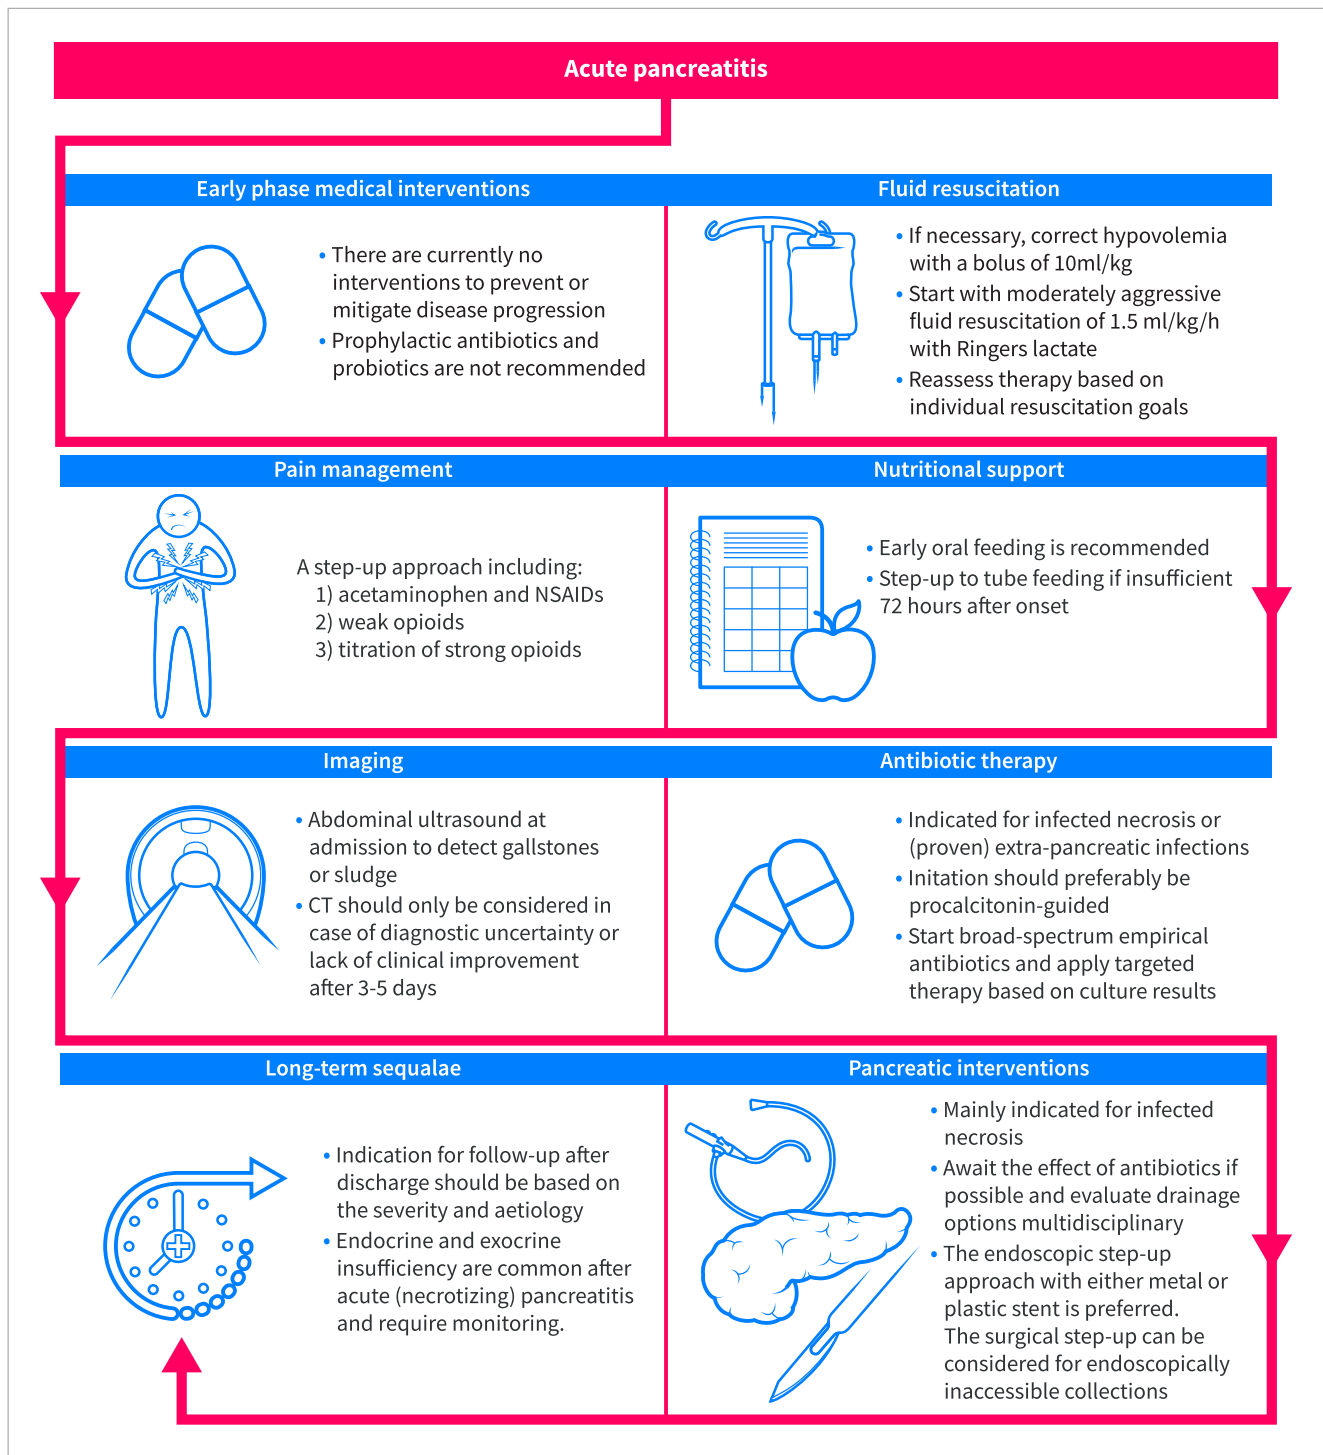 Acute pancreatitis
Early phase medical interventions
• There are currently no
interventions to prevent or
mitigate disease progression
• Prophylactic antibiotics and
probiotics are not recommended
Fluid resuscitation
• If necessary, correct hypovolemia
with a bolus of 10ml/kg
• Start with moderately aggressive
fluid resuscitation of 1.5 ml/kg/h
with Ringers lactate
• Reassess therapy based on
individual resuscitation goals
Pain management
A step-up approach including:
1) acetaminophen and NSAIDs
2) weak opioids
3) titration of strong opioids
Nutritional support
• Early oral feeding is recommended
• Step-up to tube feeding if insufficient
72 hours after onset
Imaging
• Abdominal ultrasound at
admission to detect gallstones
or sludge
• CT should only be considered in
case of diagnostic uncertainty or
lack of clinical improvement
after 3-5 days
Antibiotic therapy
• Indicated for infected necrosis or
(proven) extra-pancreatic infections
• Initation should preferably be
procalcitonin-guided
• Start broad-spectrum empirical
antibiotics and apply targeted
therapy based on culture results
Long-term sequalae
• Indication for follow-up after
discharge should be based on
the severity and aetiology
• Endocrine and exocrine
insufficiency are common after
acute (necrotizing) pancreatitis
and require monitoring.
Pancreatic interventions
• Mainly indicated for infected
necrosis
• Await the effect of antibiotics if
possible and evaluate drainage
options multidisciplinary
• The endoscopic step-up
approach with either metal or
plastic stent is preferred.
The surgical step-up can be
considered for endoscopically
inaccessible collections